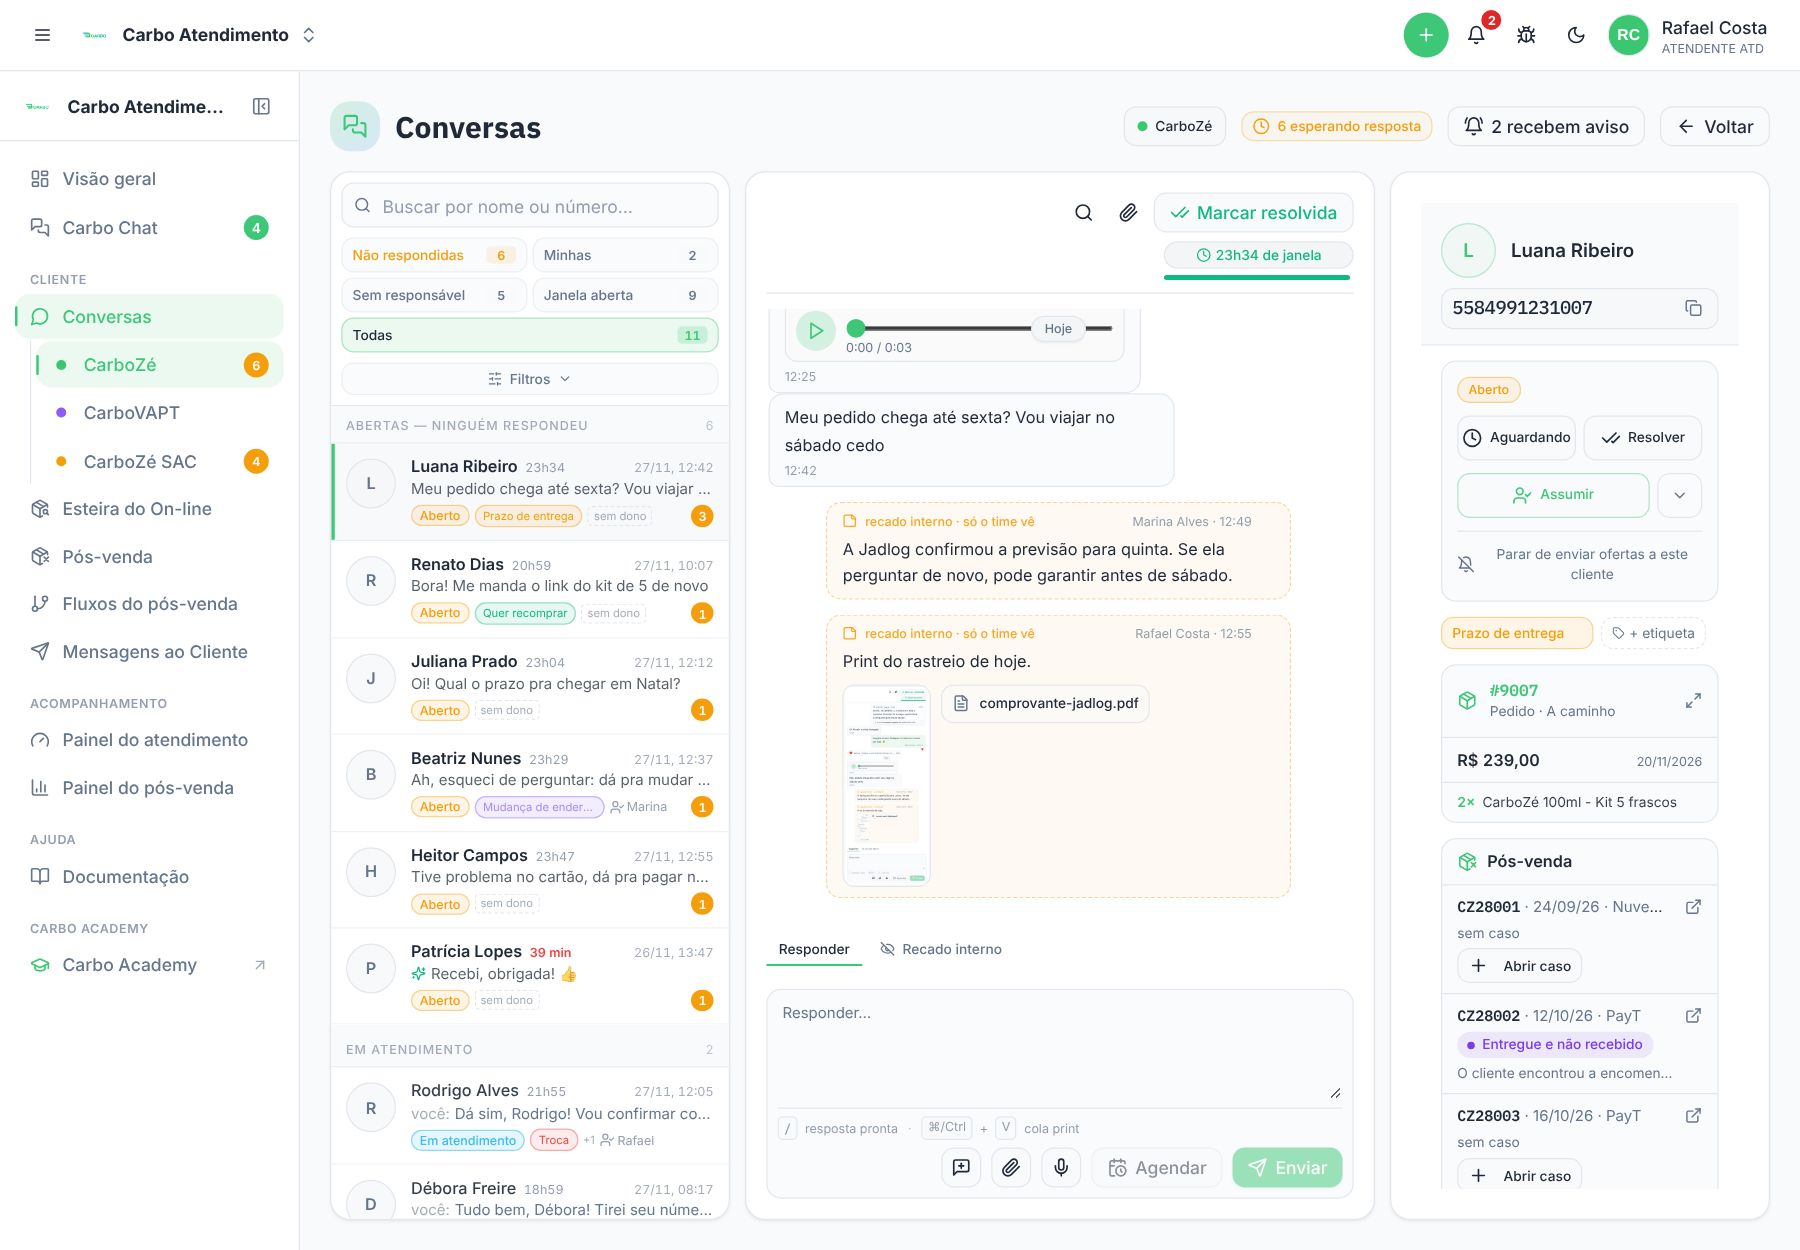 Carbo Atendimento
2
RC
Rafael Costa
ATENDENTE ATD
Carbo Atendime...
Visão geral
Carbo Chat
4
CLIENTE
Conversas
CarboZé
6
CarboVAPT
CarboZé SAC
4
Esteira do On-line
Pós-venda
Fluxos do pós-venda
Mensagens ao Cliente
ACOMPANHAMENTO
Painel do atendimento
Painel do pós-venda
AJUDA
Documentação
CARBO ACADEMY
Carbo Academy
Conversas
CarboZé
6 esperando resposta
2 recebem aviso
Voltar
Buscar por nome ou número...
Não respondidas 6
Minhas 2
Sem responsável 5
Janela aberta 9
Todas 11
Filtros
ABERTAS — NINGUÉM RESPONDEU 6
L
Luana Ribeiro 23h34 27/11, 12:42
Meu pedido chega até sexta? Vou viajar ...
Aberto Prazo de entrega sem dono 3
R
Renato Dias 20h59 27/11, 10:07
Bora! Me manda o link do kit de 5 de novo
Aberto Quer recomprar sem dono 1
J
Juliana Prado 23h04 27/11, 12:12
Oi! Qual o prazo pra chegar em Natal?
Aberto sem dono 1
B
Beatriz Nunes 23h29 27/11, 12:37
Ah, esqueci de perguntar: dá pra mudar ...
Aberto Mudança de ender... Marina 1
H
Heitor Campos 23h47 27/11, 12:55
Tive problema no cartão, dá pra pagar n...
Aberto sem dono 1
P
Patrícia Lopes 39 min 26/11, 13:47
Recebi, obrigada! 👍
Aberto sem dono 1
EM ATENDIMENTO 2
R
Rodrigo Alves 21h55 27/11, 12:05
você: Dá sim, Rodrigo! Vou confirmar co...
Em atendimento Troca +1 Rafael
D
Débora Freire 18h59 27/11, 08:17
você: Tudo bem, Débora! Tirei seu núme...
Marcar resolvida
23h34 de janela
Hoje
0:00 / 0:03
12:25
Meu pedido chega até sexta? Vou viajar no
sábado cedo
12:42
recado interno · só o time vê Marina Alves · 12:49
A Jadlog confirmou a previsão para quinta. Se ela
perguntar de novo, pode garantir antes de sábado.
recado interno · só o time vê Rafael Costa · 12:55
Print do rastreio de hoje.
comprovante-jadlog.pdf
Responder
Recado interno
Responder...
/ resposta pronta · ⌘/Ctrl + V cola print
Agendar
Enviar
L
Luana Ribeiro
5584991231007
Aberto
Aguardando
Resolver
Assumir
Parar de enviar ofertas a este
cliente
Prazo de entrega
+ etiqueta
#9007
Pedido · A caminho
R$ 239,00 20/11/2026
2× CarboZé 100ml - Kit 5 frascos
Pós-venda
CZ28001 · 24/09/26 · Nuve...
sem caso
Abrir caso
CZ28002 · 12/10/26 · PayT
Entregue e não recebido
O cliente encontrou a encomen...
CZ28003 · 16/10/26 · PayT
sem caso
Abrir caso